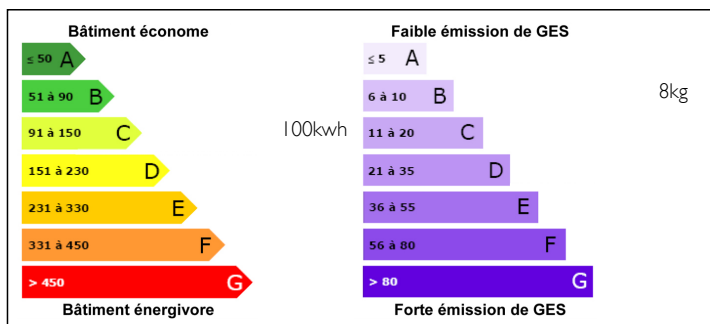 Bâtiment économe
≤ 50 A
51 à 90 B
91 à 150 C
151 à 230 D
231 à 330 E
331 à 450 F
> 450 G
Bâtiment énergivore
100kwh
Faible émission de GES
≤ 5 A
6 à 10 B
11 à 20 C
21 à 35 D
36 à 55 E
56 à 80 F
> 80 G
Forte émission de GES
8kg